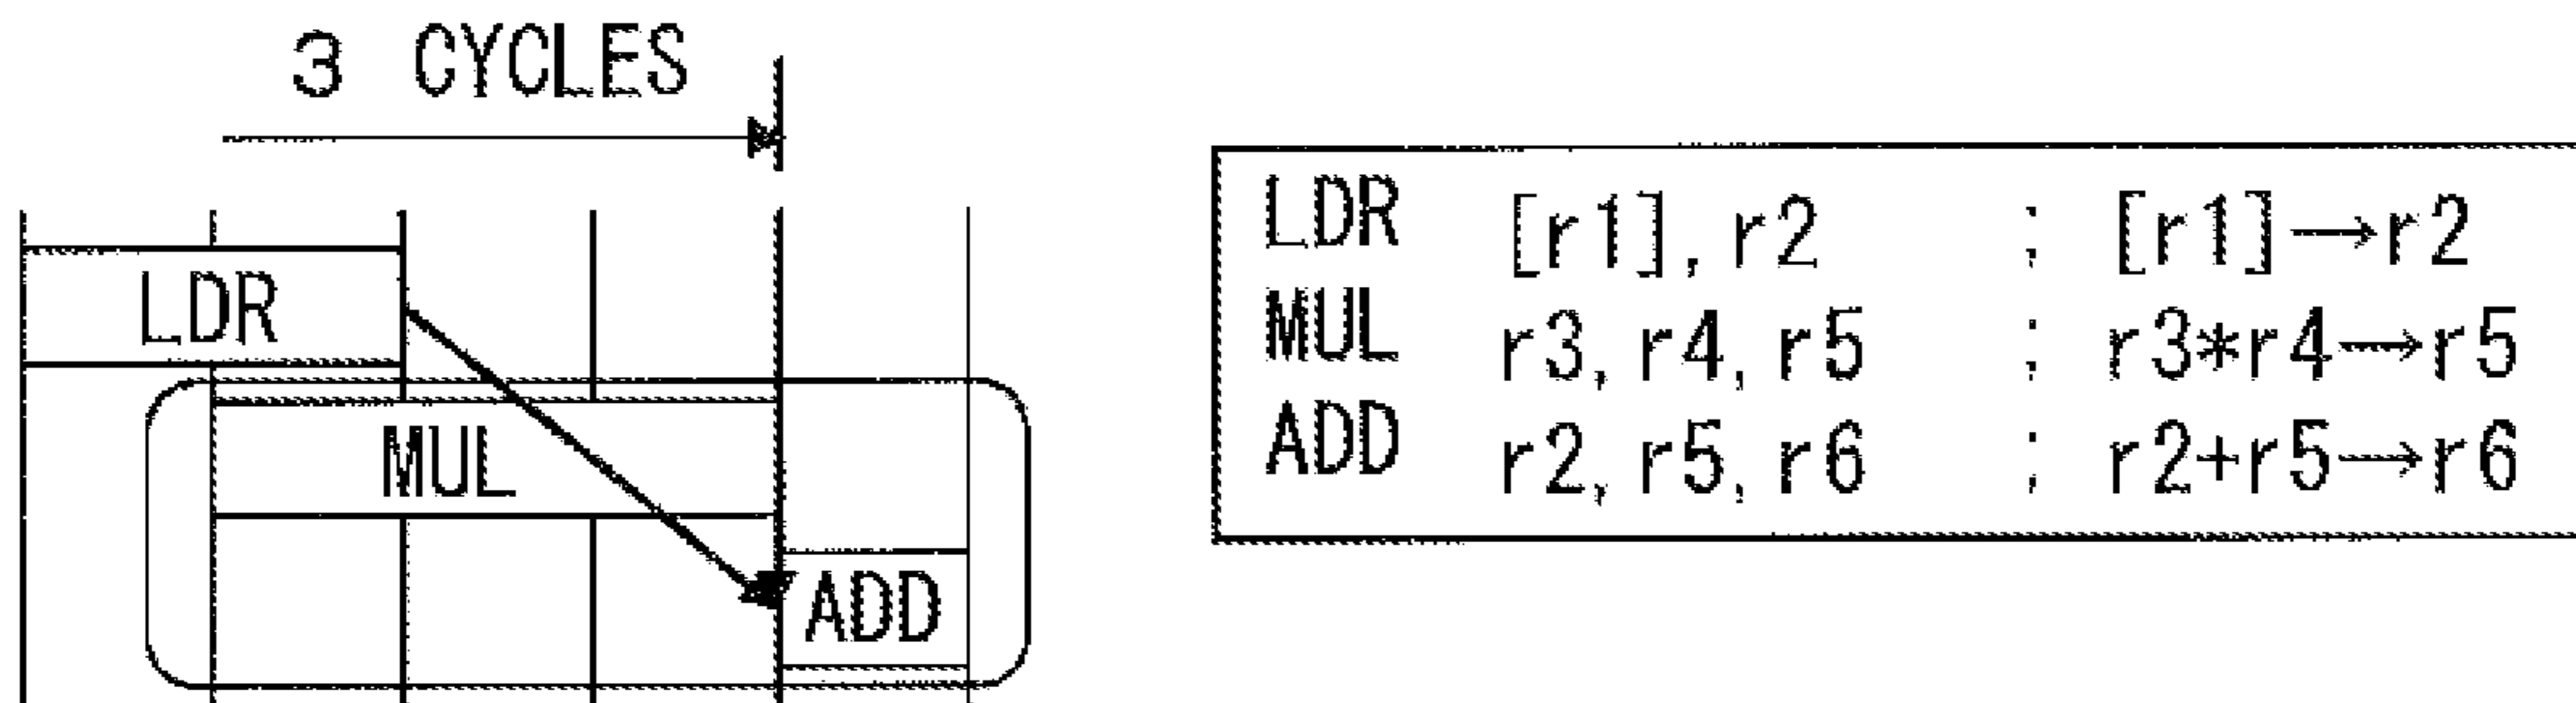 3 CYCLES
LDR
MUL
ADD
LDR [r1], r2 ; [r1]→r2
MUL r3, r4, r5 ; r3*r4→r5
ADD r2, r5, r6 ; r2+r5→r6